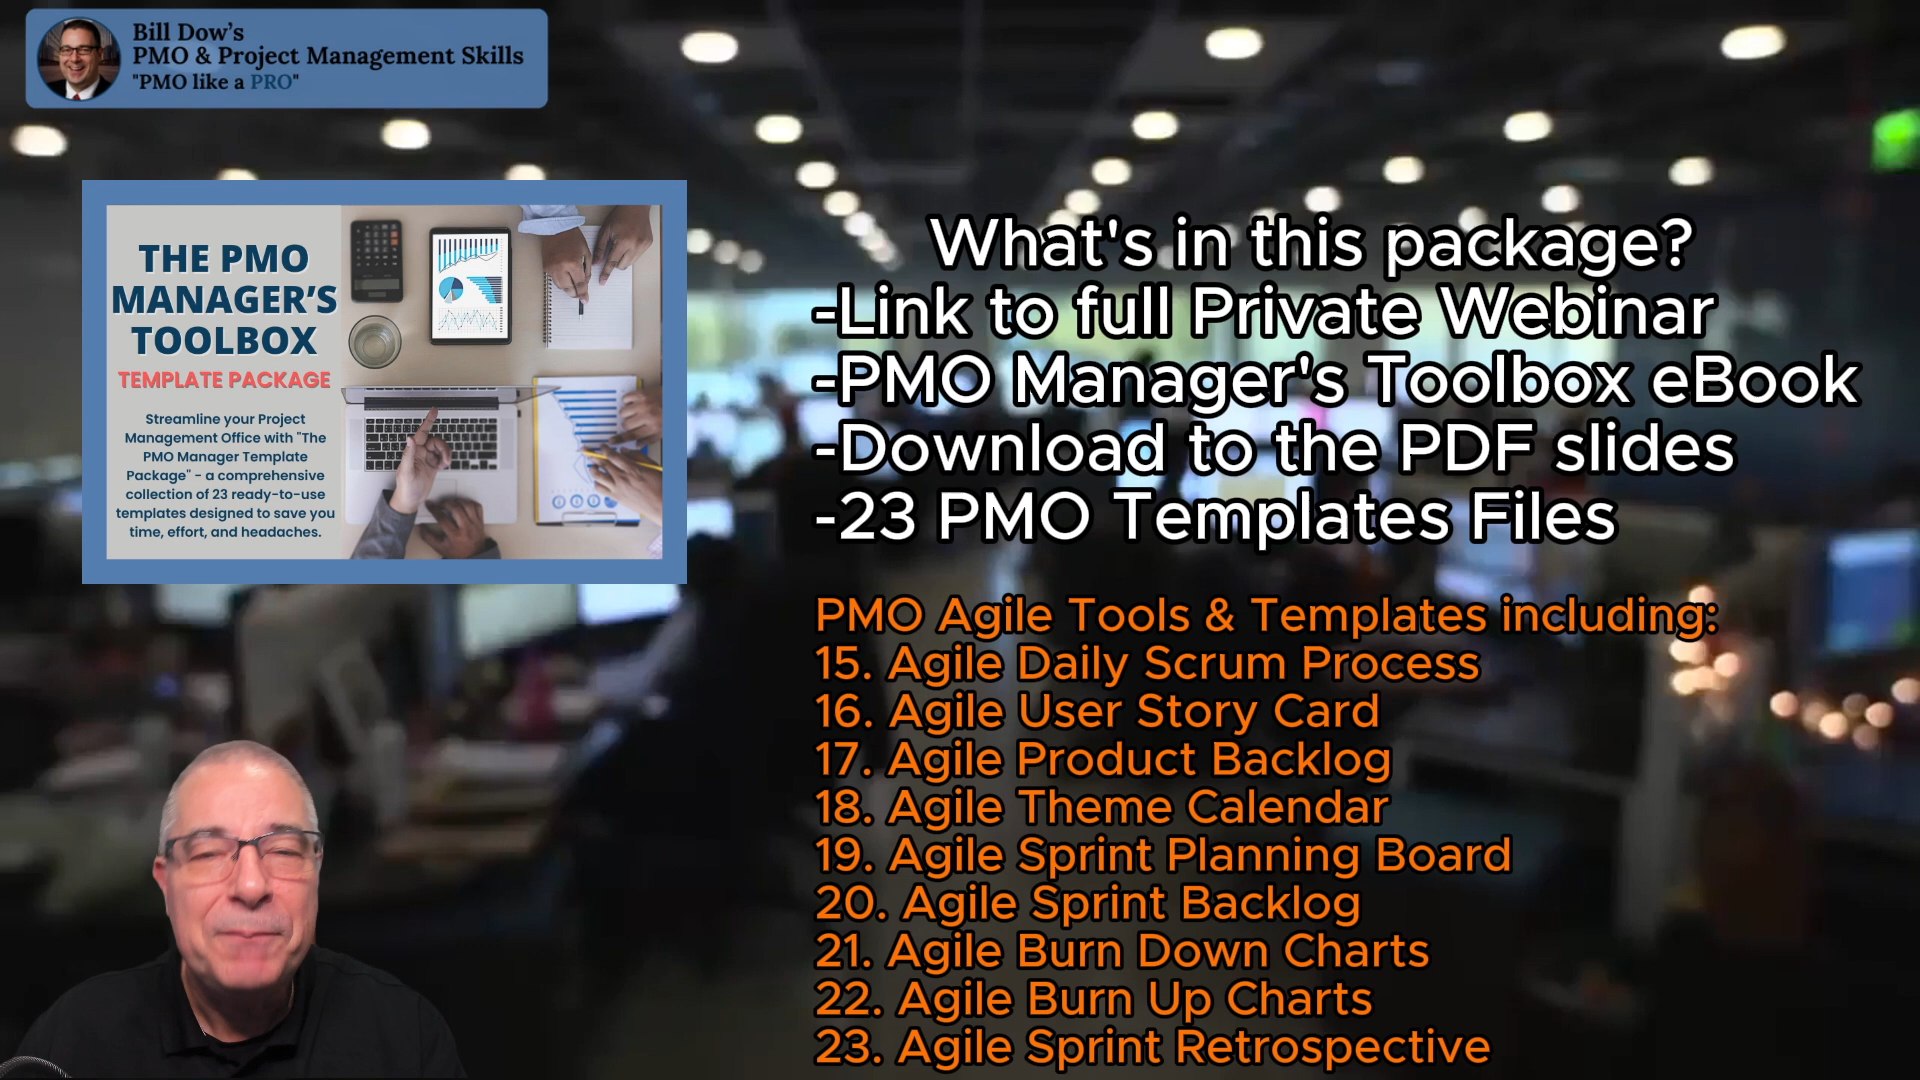 Bill Dow's
PMO & Project Management Skills
"PMO like a PRO"
THE PMO
MANAGER'S
TOOLBOX
TEMPLATE PACKAGE
Streamline your Project
Management Office with "The
PMO Manager Template
Package" - a comprehensive
collection of 23 ready-to-use
templates designed to save you
time, effort, and headaches.
What's in this package?
-Link to full Private Webinar
-PMO Manager's Toolbox eBook
-Download to the PDF slides
-23 PMO Templates Files
PMO Agile Tools & Templates including:
15. Agile Daily Scrum Process
16. Agile User Story Card
17. Agile Product Backlog
18. Agile Theme Calendar
19. Agile Sprint Planning Board
20. Agile Sprint Backlog
21. Agile Burn Down Charts
22. Agile Burn Up Charts
23. Agile Sprint Retrospective